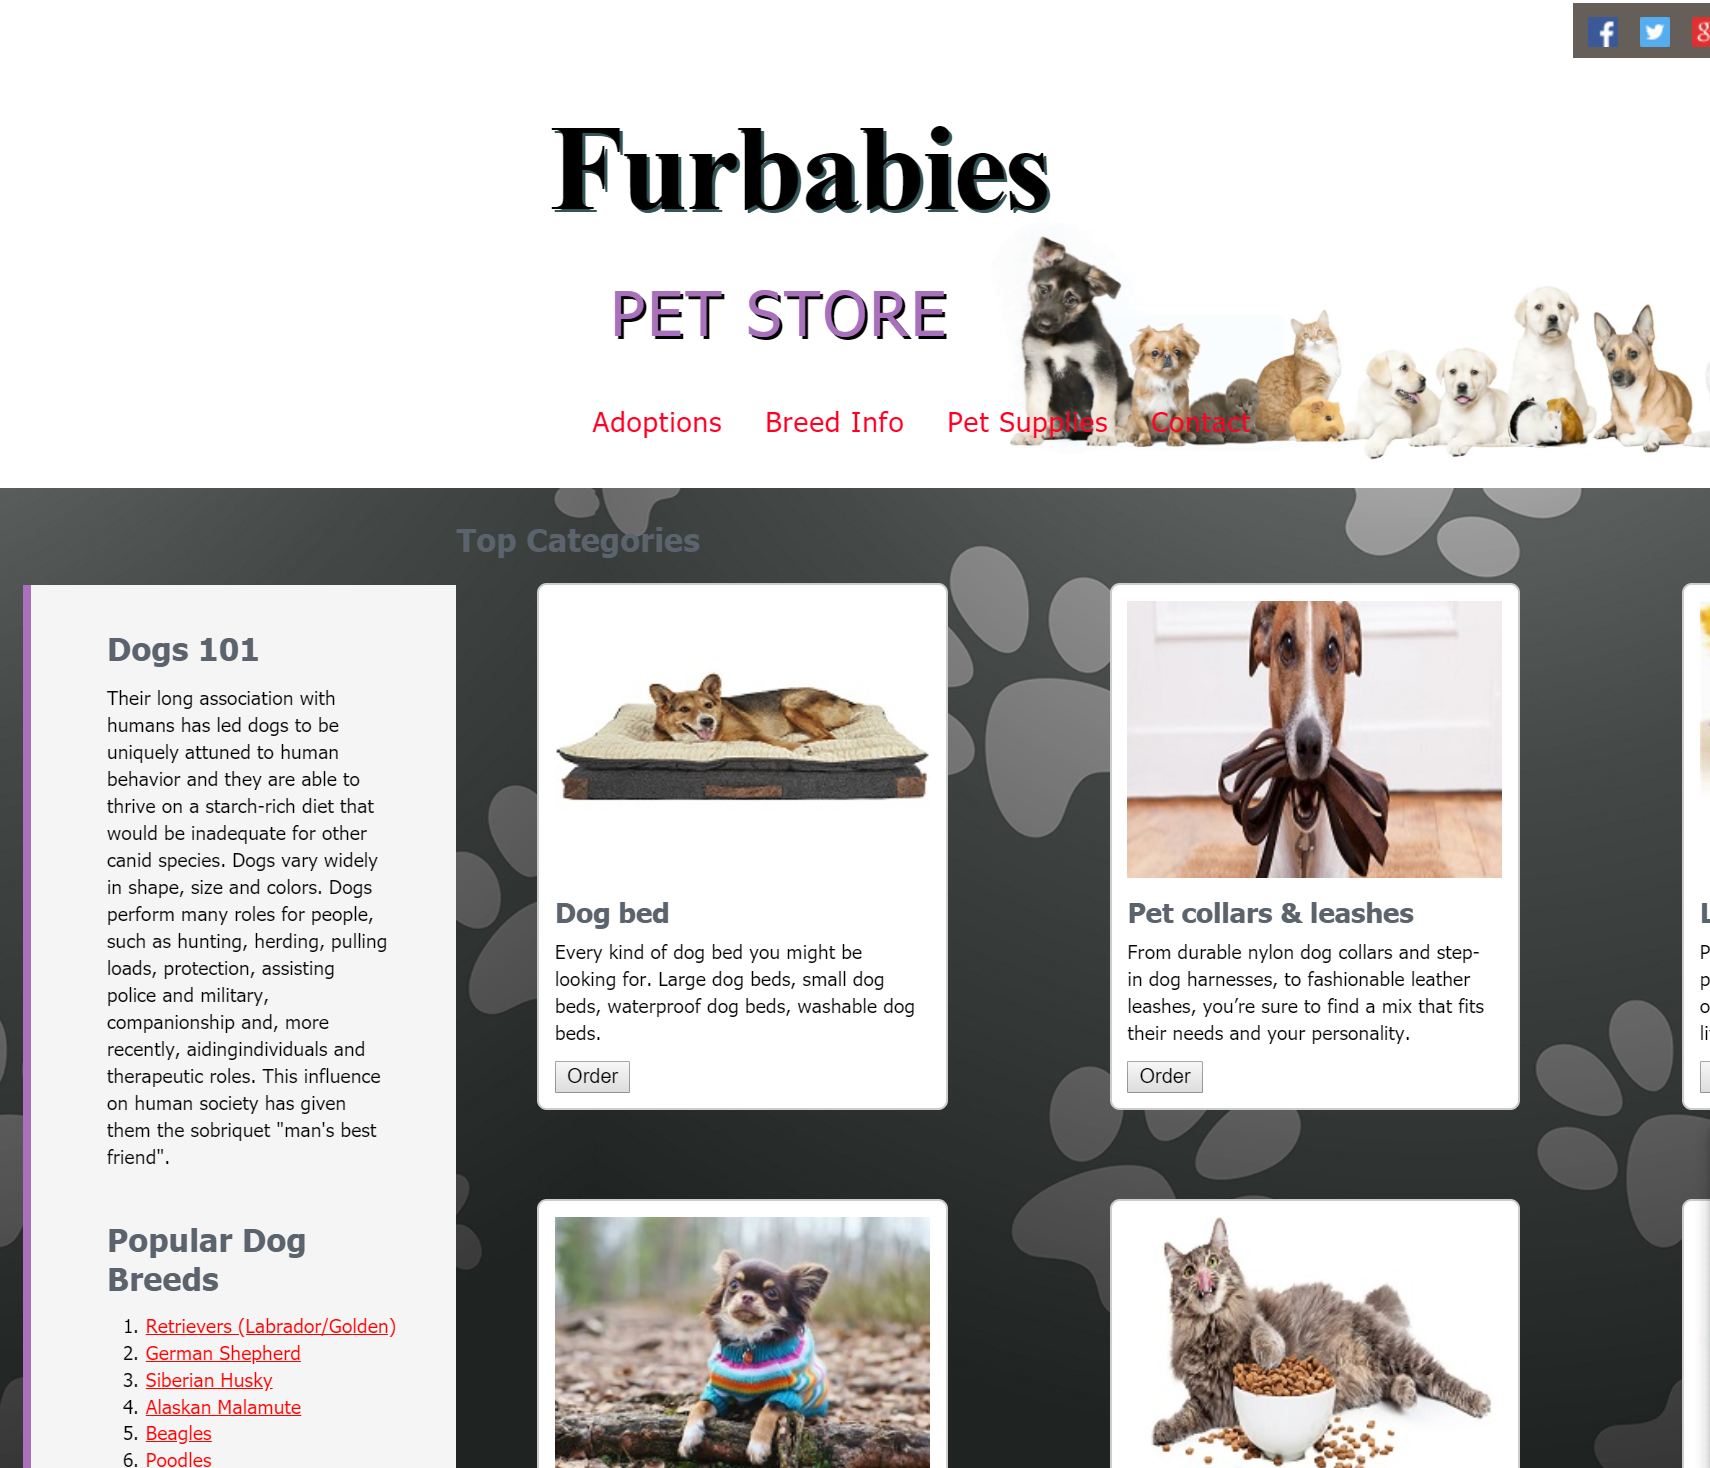 Furbabies
PET STORE
Adoptions Breed Info Pet Supplies Contact
Top Categories
Dogs 101
Their long association with
humans has led dogs to be
uniquely attuned to human
behavior and they are able to
thrive on a starch-rich diet that
would be inadequate for other
canid species. Dogs vary widely
in shape, size and colors. Dogs
perform many roles for people,
such as hunting, herding, pulling
loads, protection, assisting
police and military,
companionship and, more
recently, aidingindividuals and
therapeutic roles. This influence
on human society has given
them the sobriquet "man's best
friend".
Popular Dog
Breeds
1. Retrievers (Labrador/Golden)
2. German Shepherd
3. Siberian Husky
4. Alaskan Malamute
5. Beagles
6. Poodles
Dog bed
Every kind of dog bed you might be
looking for. Large dog beds, small dog
beds, waterproof dog beds, washable dog
beds.
Order
Pet collars & leashes
From durable nylon dog collars and step-
in dog harnesses, to fashionable leather
leashes, you’re sure to find a mix that fits
their needs and your personality.
Order